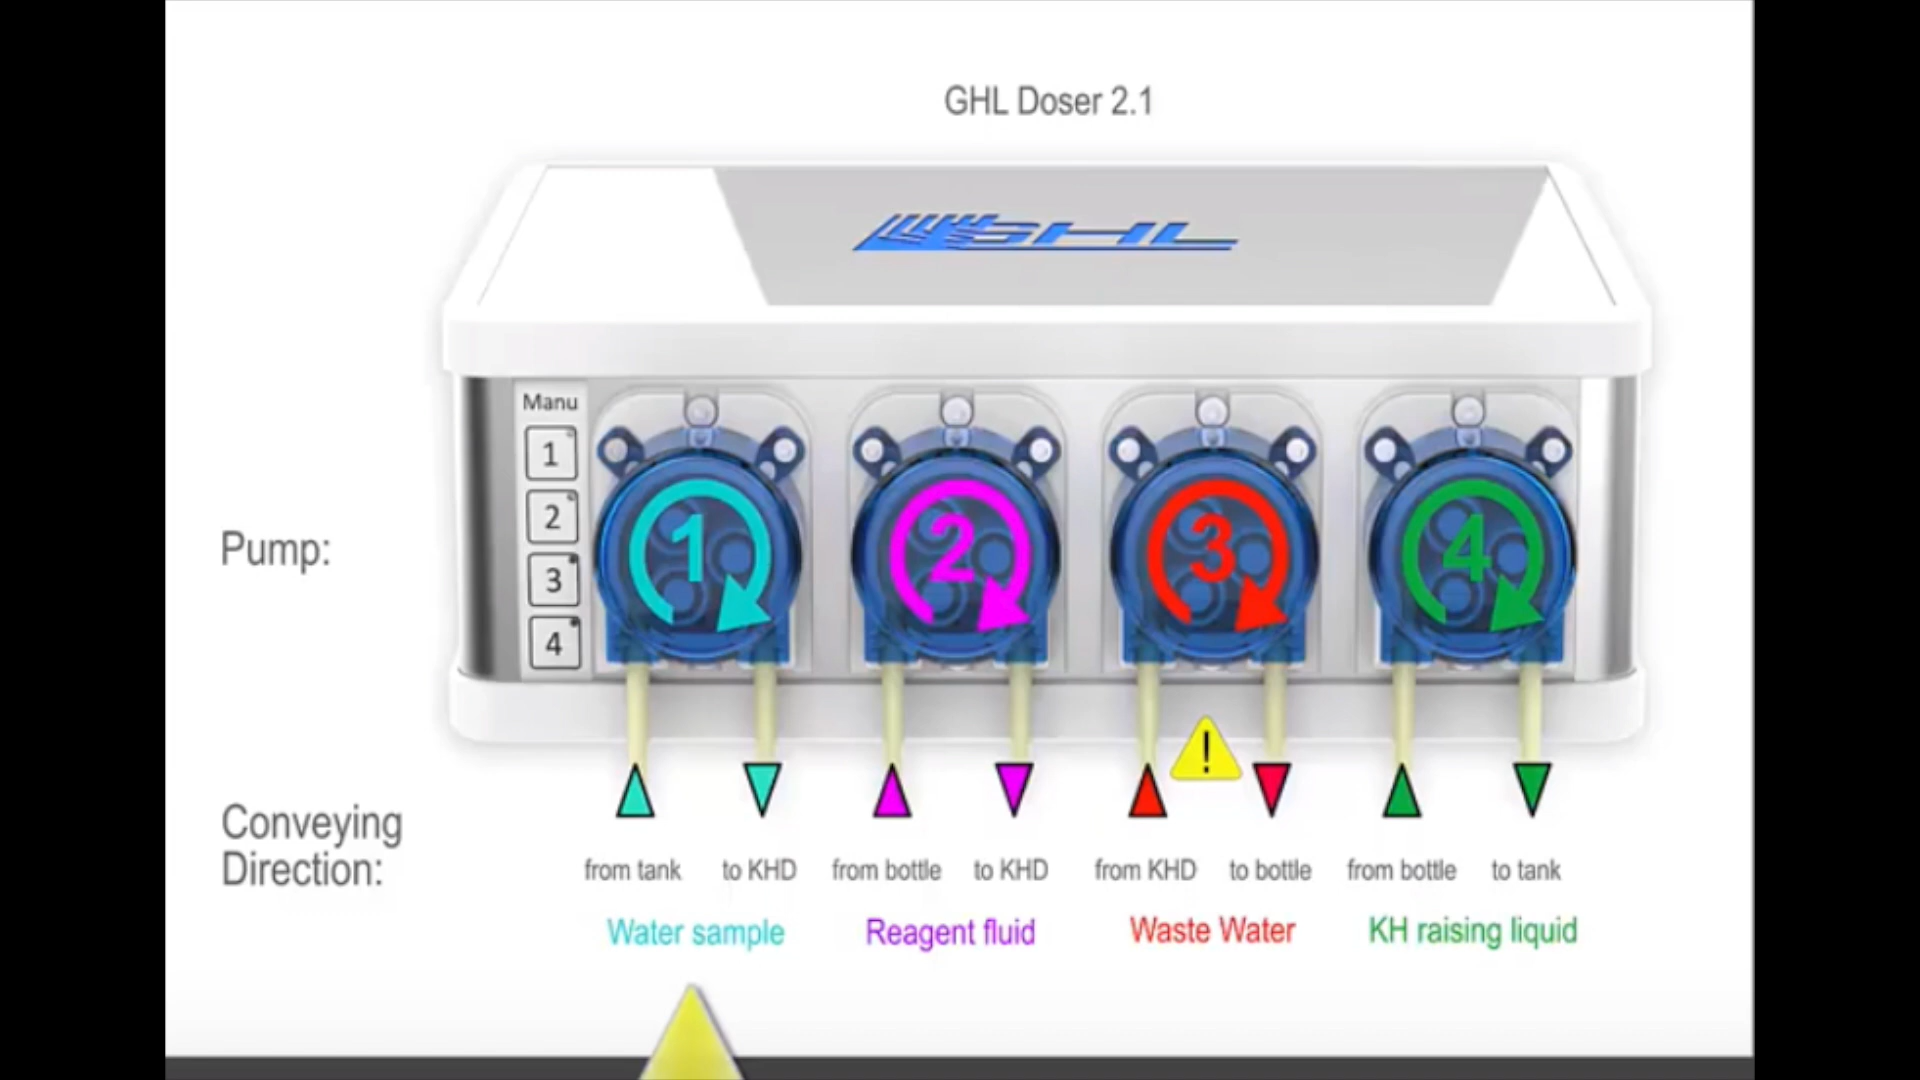 GHL Doser 2.1
GHL
Manu
1
2
3
4
1 2 3 4
Pump:
!
Conveying
Direction:
from tank to KHD from bottle to KHD from KHD to bottle from bottle to tank
Water sample Reagent fluid Waste Water KH raising liquid